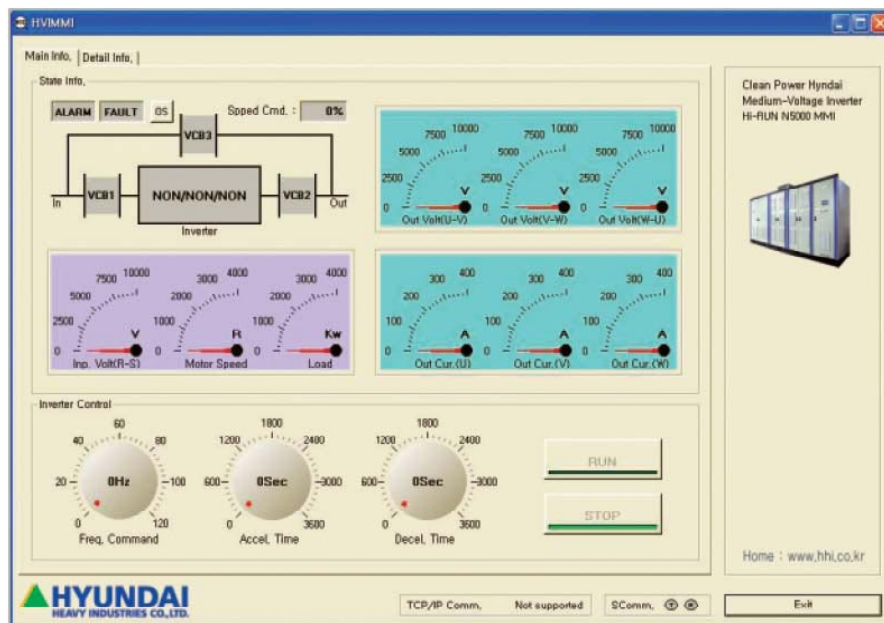 HVIMMI
Main Info. Detail Info.
State Info.
ALARM FAULT OS Spped Cmd. : 0%
VCB3
In VCB1 NON/NON/NON VCB2 Out
Inverter
0 2500 5000 7500 10000 V
Out Volt(U-V)
0 2500 5000 7500 10000 V
Out Volt(V-W)
0 2500 5000 7500 10000 V
Out Volt(W-U)
0 2500 5000 7500 10000 V
Inp. Volt(R-S)
0 1000 2000 3000 4000 R
Motor Speed
0 1000 2000 3000 4000 Kw
Load
0 100 200 300 400 A
Out Cur.(U)
0 100 200 300 400 A
Out Cur.(V)
0 100 200 300 400 A
Out Cur.(W)
Inverter Control
0 20 40 60 80 100 120
0Hz
Freq. Command
0 600 1200 1800 2400 3000 3600
0Sec
Accel. Time
0 600 1200 1800 2400 3000 3600
0Sec
Decel. Time
RUN
STOP
Clean Power Hyndai
Medium-Voltage Inverter
Hi-RUN N5000 MMI
Home : www.hhi.co.kr
HYUNDAI
HEAVY INDUSTRIES CO.,LTD.
TCP/IP Comm. Not supported
SComm. T R
Exit